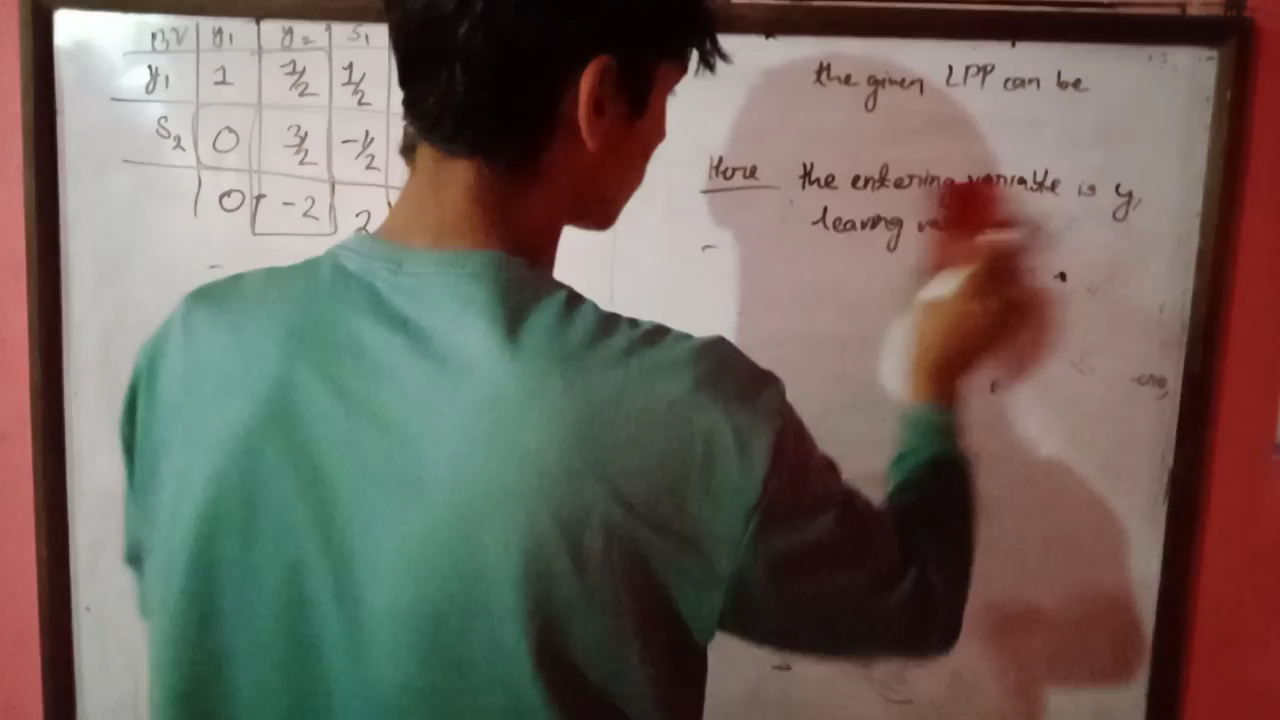 BV y₁ y₂ S₁
y₁ 1 1/2 1/2
S₂ 0 3/2 -1/2
0 -2 2
the given LPP can be
Here the entering variable is y₁
leaving